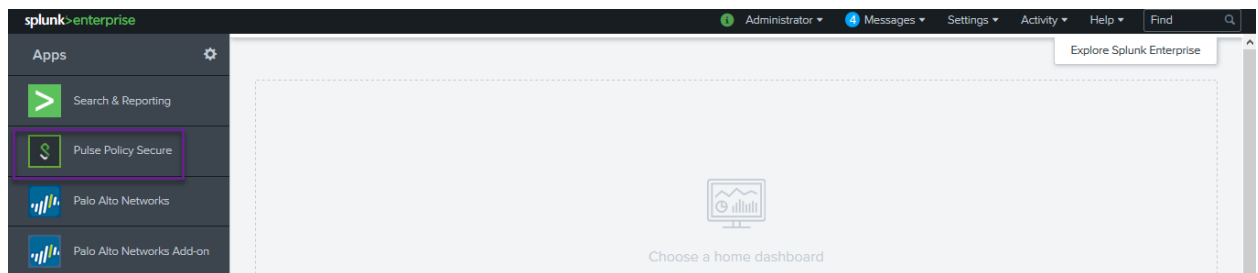 splunk>enterprise
i Administrator ▾ 4 Messages ▾ Settings ▾ Activity ▾ Help ▾ Find
Apps
Explore Splunk Enterprise
Search & Reporting
Pulse Policy Secure
Palo Alto Networks
Palo Alto Networks Add-on
Choose a home dashboard